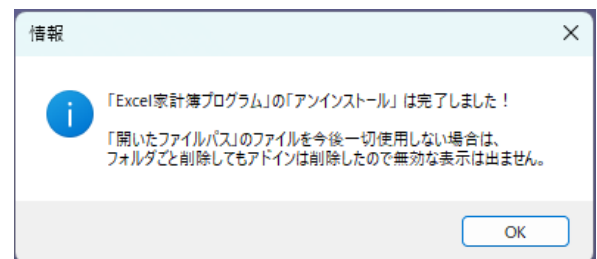 情報
「Excel家計簿プログラム」の「アンインストール」 は完了しました！
「開いたファイルパス」のファイルを今後一切使用しない場合は、
フォルダごと削除してもアドインは削除したので無効な表示は出ません。
OK